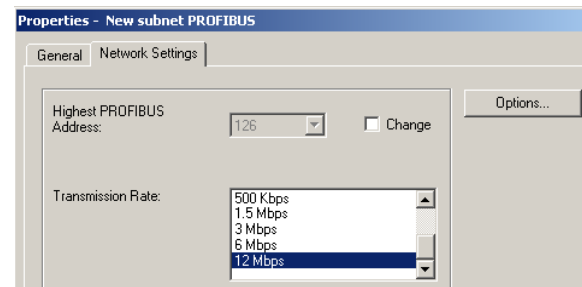 Properties - New subnet PROFIBUS
General Network Settings
Highest PROFIBUS
Address:
126
Change
Options...
Transmission Rate:
500 Kbps
1.5 Mbps
3 Mbps
6 Mbps
12 Mbps